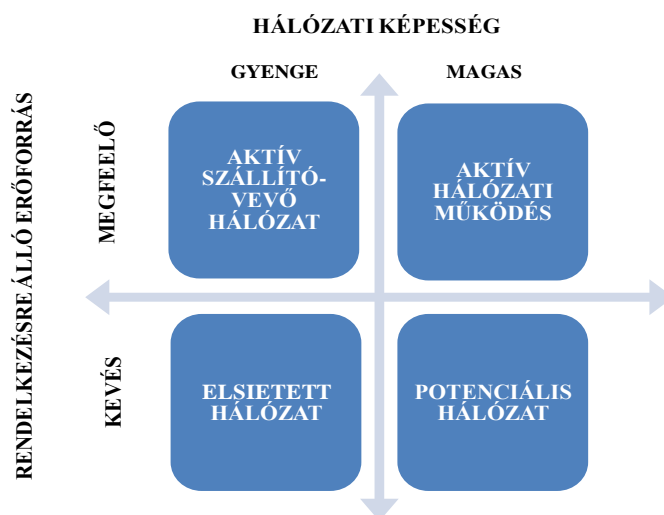 HÁLÓZATI KÉPESSÉG
GYENGE
MAGAS
RENDELKEZÉSRE ÁLLÓ ERŐFORRÁS
MEGFEELŐ
AKTÍV
SZÁLLÍTÓ-
VEVŐ
HÁLÓZAT
AKTÍV
HÁLÓZATI
MŰKÖDÉS
KEVÉS
ELSIETETT
HÁLÓZAT
POTENCIÁLIS
HÁLÓZAT